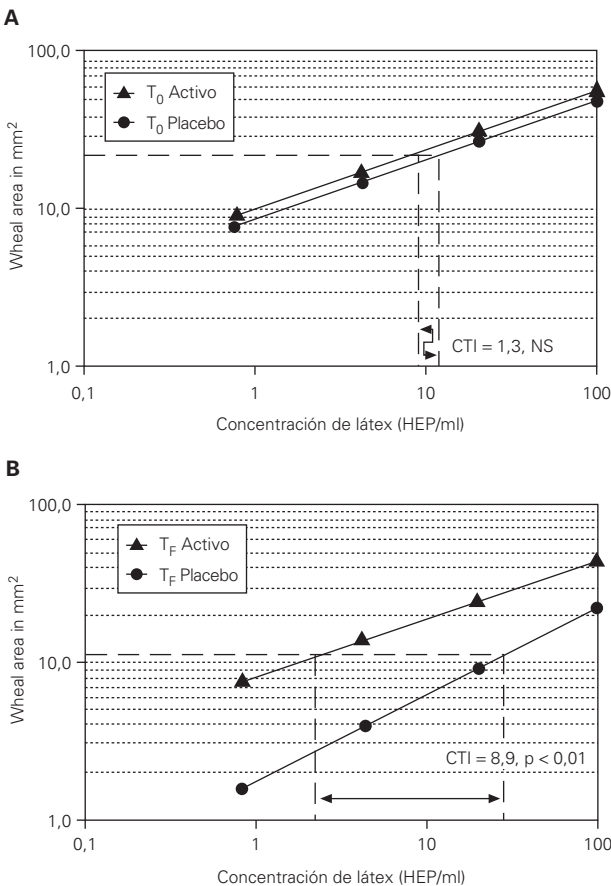 A
100,0
10,0
1,0
Wheal area in mm²
T₀ Activo
T₀ Placebo
CTI = 1,3, NS
0,1 1 10 100
Concentración de látex (HEP/ml)
B
100,0
10,0
1,0
Wheal area in mm²
T_F Activo
T_F Placebo
CTI = 8,9, p < 0,01
0,1 1 10 100
Concentración de látex (HEP/ml)